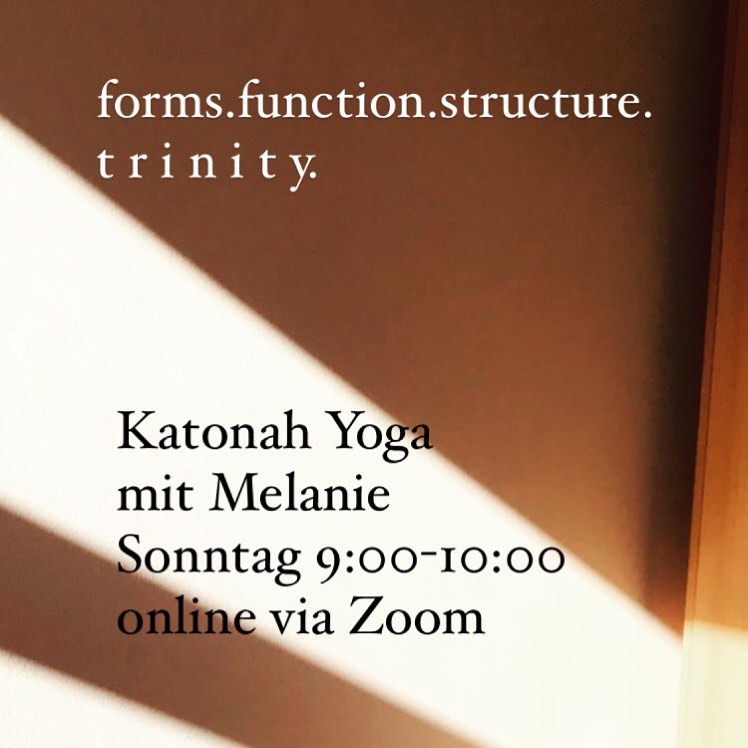 forms.function.structure.
t r i n i t y.
Katonah Yoga
mit Melanie
Sonntag 9:00-10:00
online via Zoom